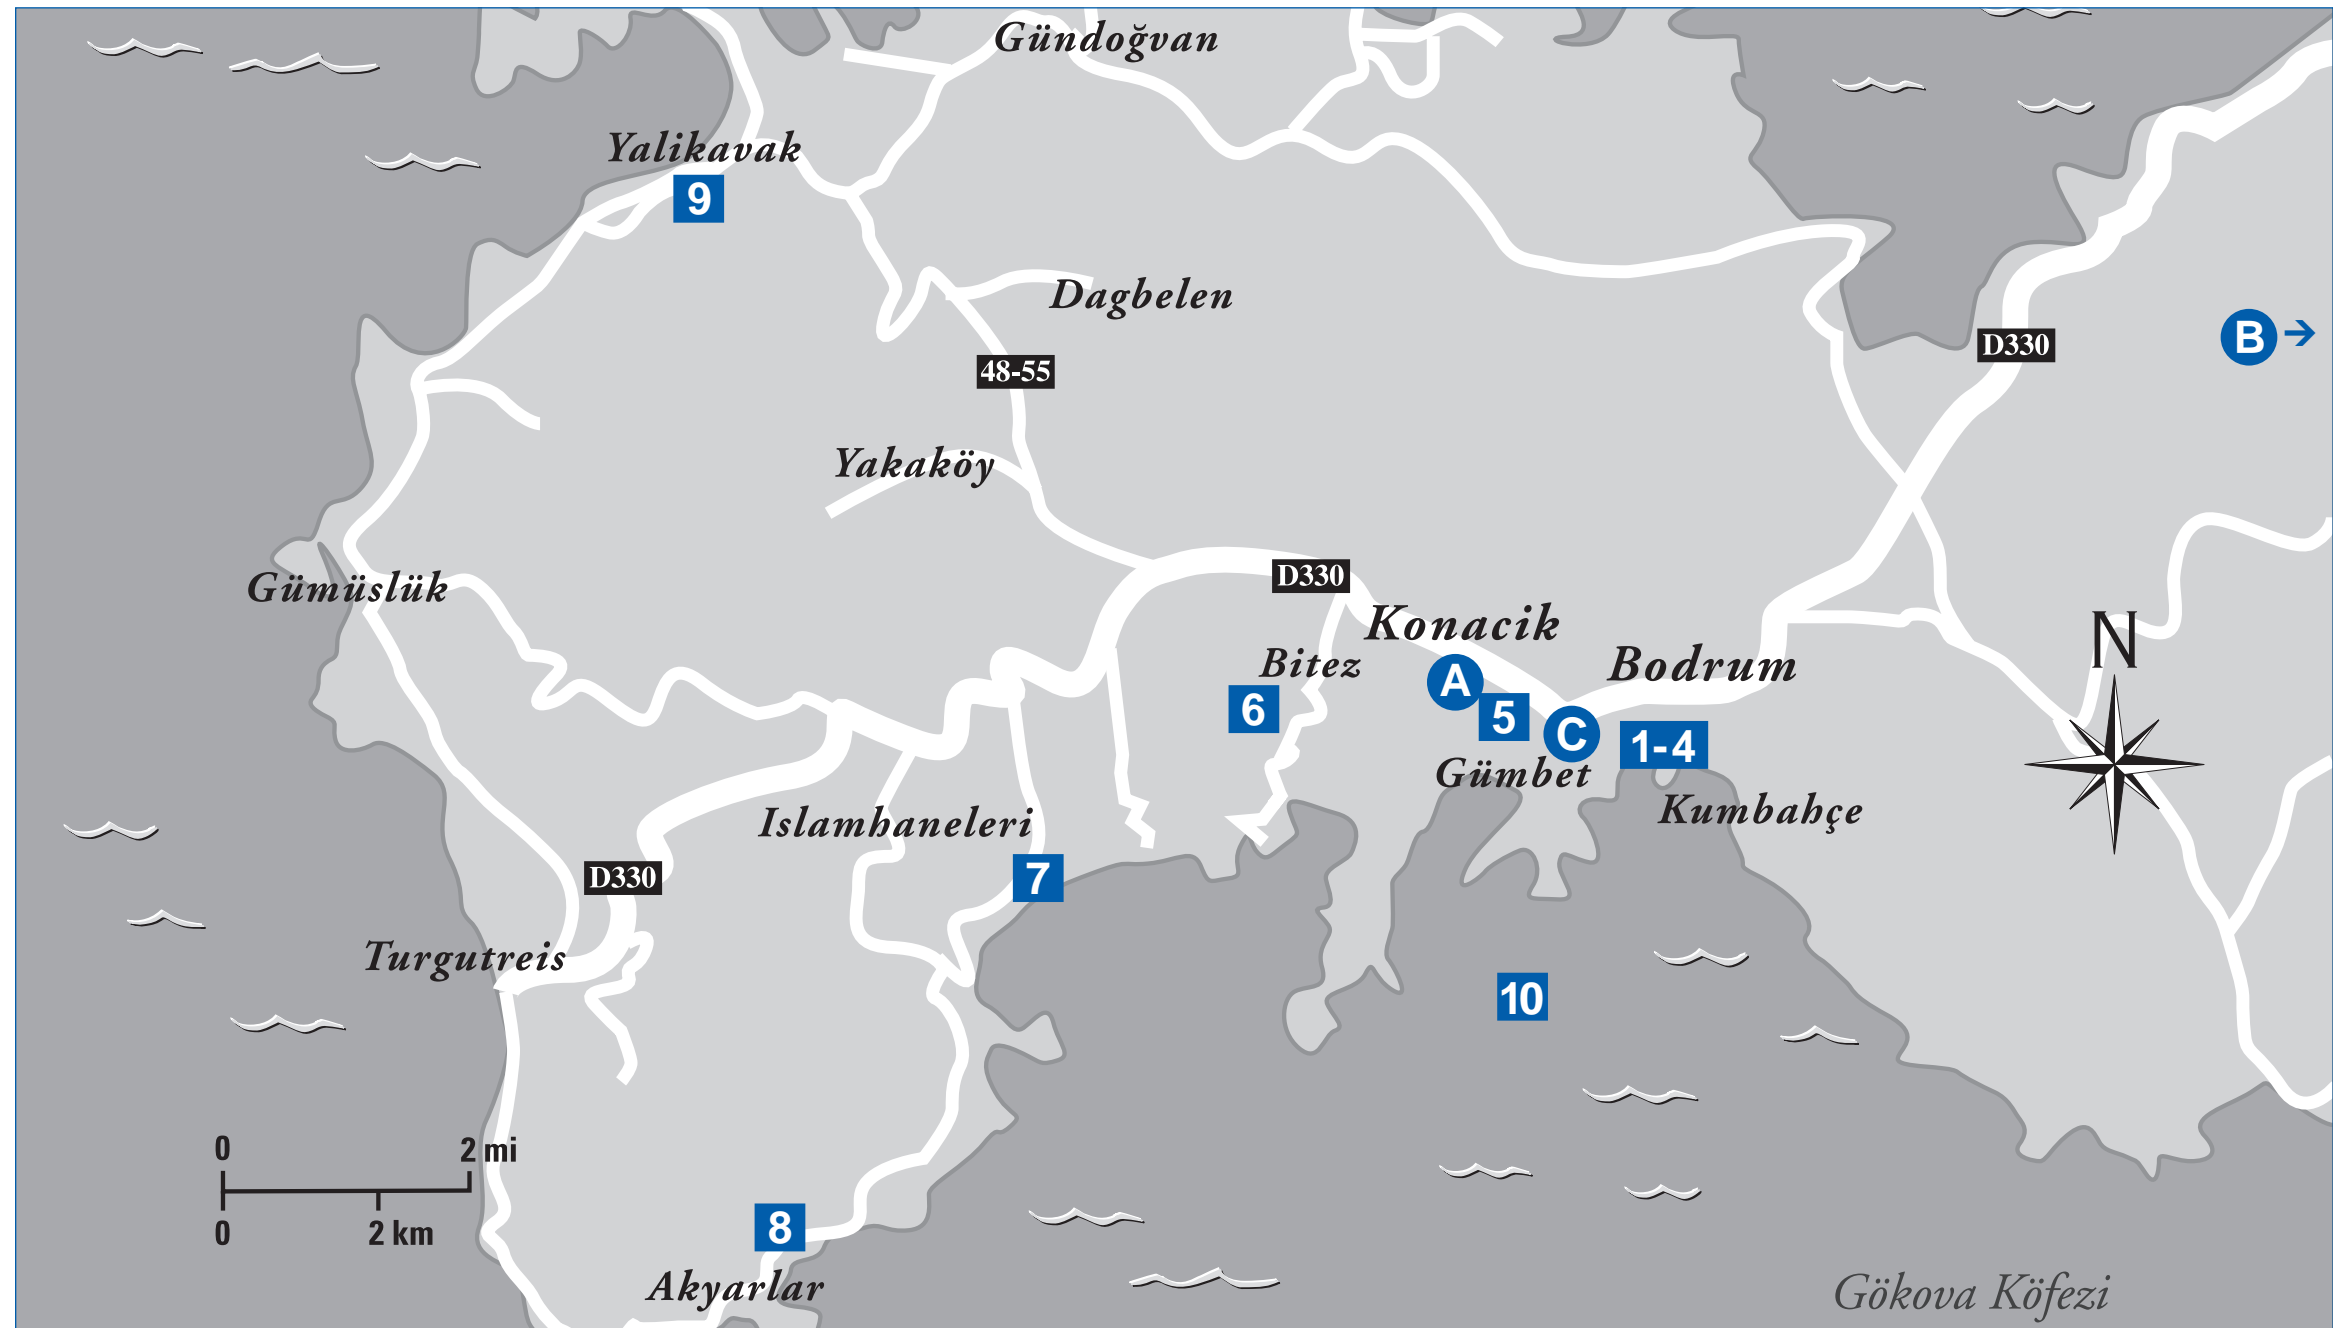 Gündoğvan
Yalikavak
9
Dagbelen
D330
B
48-55
Yakaköy
D330
Gümüslük
Konacik
N
Bitez
Bodrum
A
6
5
C
1-4
Gümbet
Kumbahçe
Islamhaneleri
7
D330
Turgutreis
10
0
2 mi
0
2 km
8
Akyarlar
Gökova Köfezi